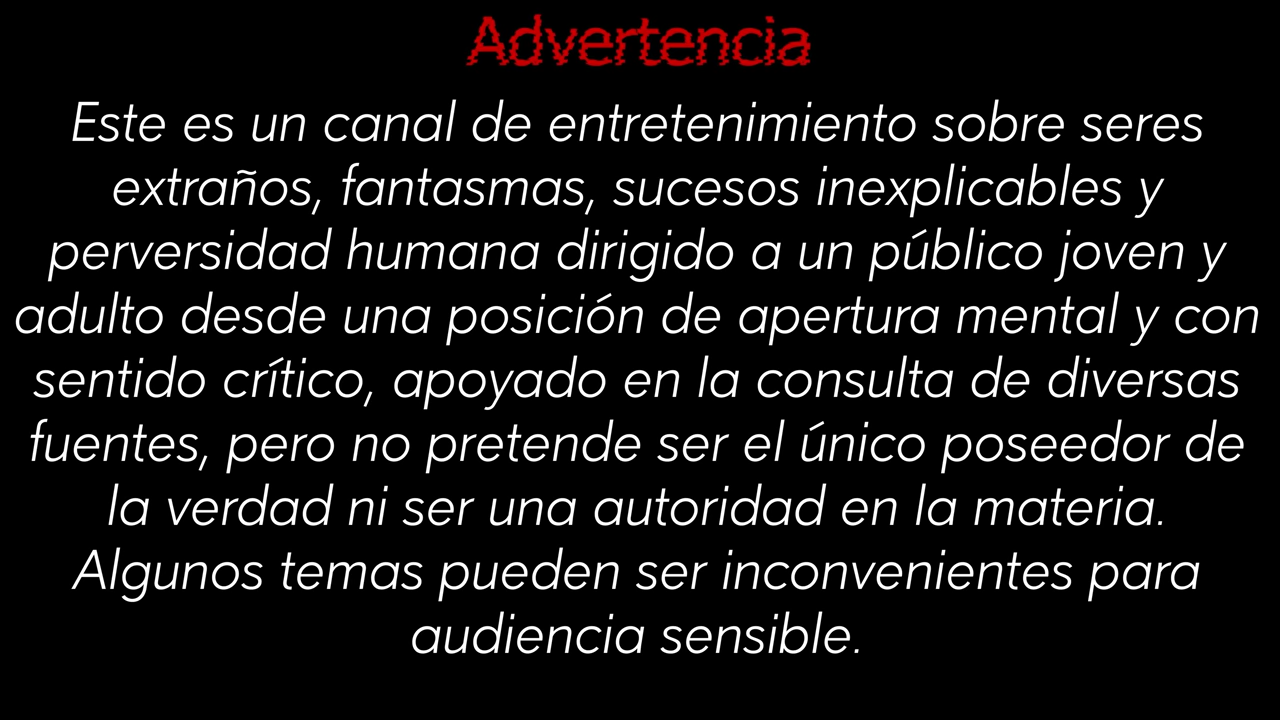 Advertencia
Este es un canal de entretenimiento sobre seres
extraños, fantasmas, sucesos inexplicables y
perversidad humana dirigido a un público joven y
adulto desde una posición de apertura mental y con
sentido crítico, apoyado en la consulta de diversas
fuentes, pero no pretende ser el único poseedor de
la verdad ni ser una autoridad en la materia.
Algunos temas pueden ser inconvenientes para
audiencia sensible.